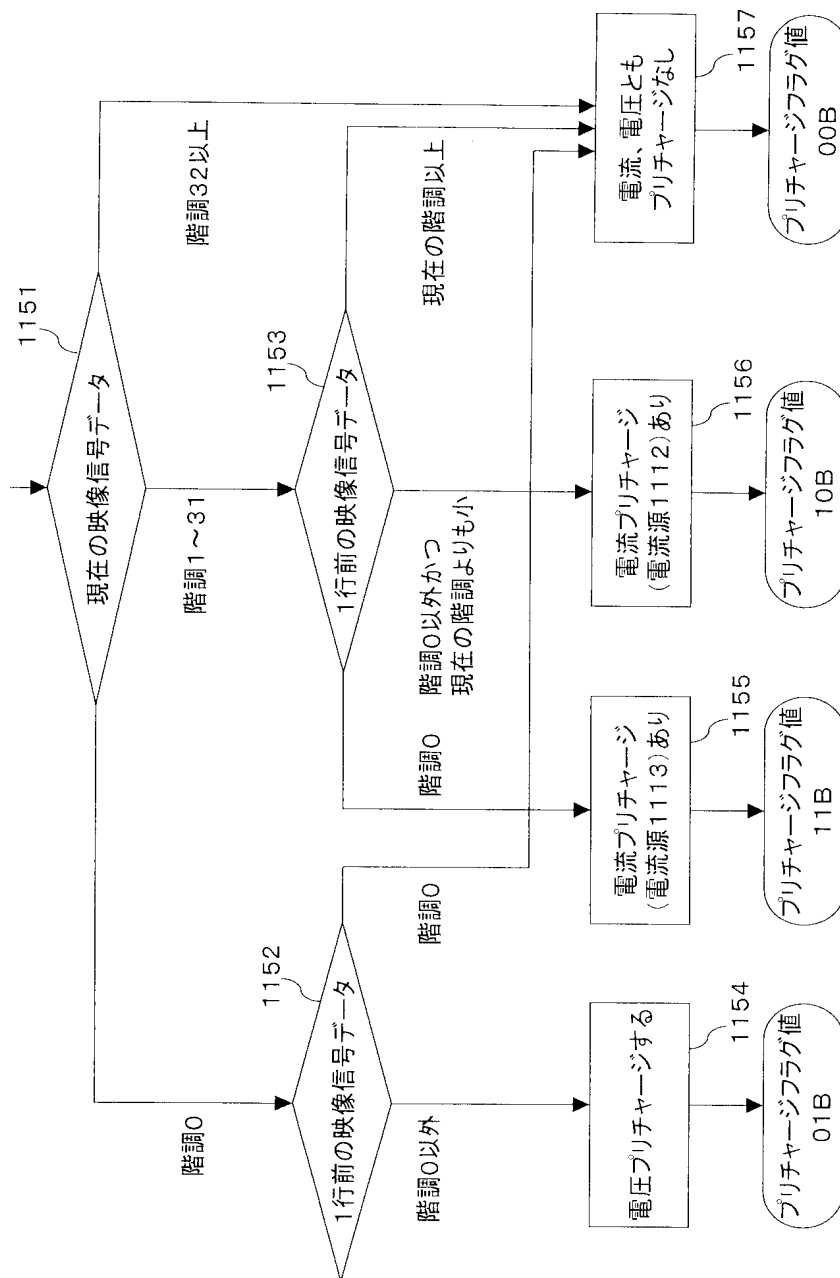 1151
現在の映像信号データ
階調0
階調1～31
階調32以上
1152
1行前の映像信号データ
階調0以外
階調0
1153
1行前の映像信号データ
階調0
階調0以外かつ
現在の階調よりも小
現在の階調以上
電圧プリチャージする
1154
電流プリチャージ
(電流源1113)あり
1155
電流プリチャージ
(電流源1112)あり
1156
電流、電圧とも
プリチャージなし
1157
プリチャージフラグ値
01B
プリチャージフラグ値
11B
プリチャージフラグ値
10B
プリチャージフラグ値
00B